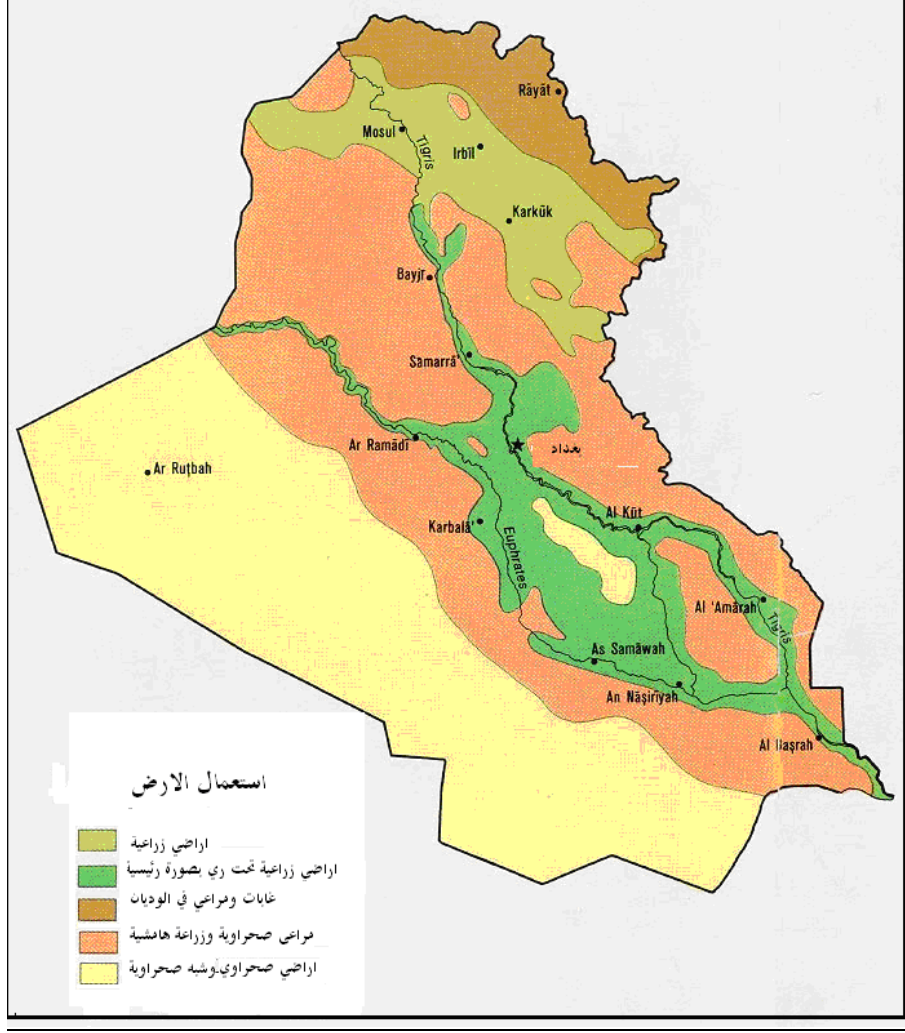 Rāyāt
Mosul
Tigris
Irbīl
Karkūk
Bayjī
Samarrā'
Ar Ramādī
بغداد
Ar Ruṭbah
Al Kūt
Karbalā'
Euphrates
Al 'Amārah
Tigris
As Samāwah
An Nāşirīyah
Al Başrah
استعمال الارض
اراضي زراعية
اراضي زراعية تحت ري بصورة رئيسية
غابات ومراعي في الوديان
مراعي صحراوية وزراعة هامشية
اراضي صحراوي وشبه صحراوية